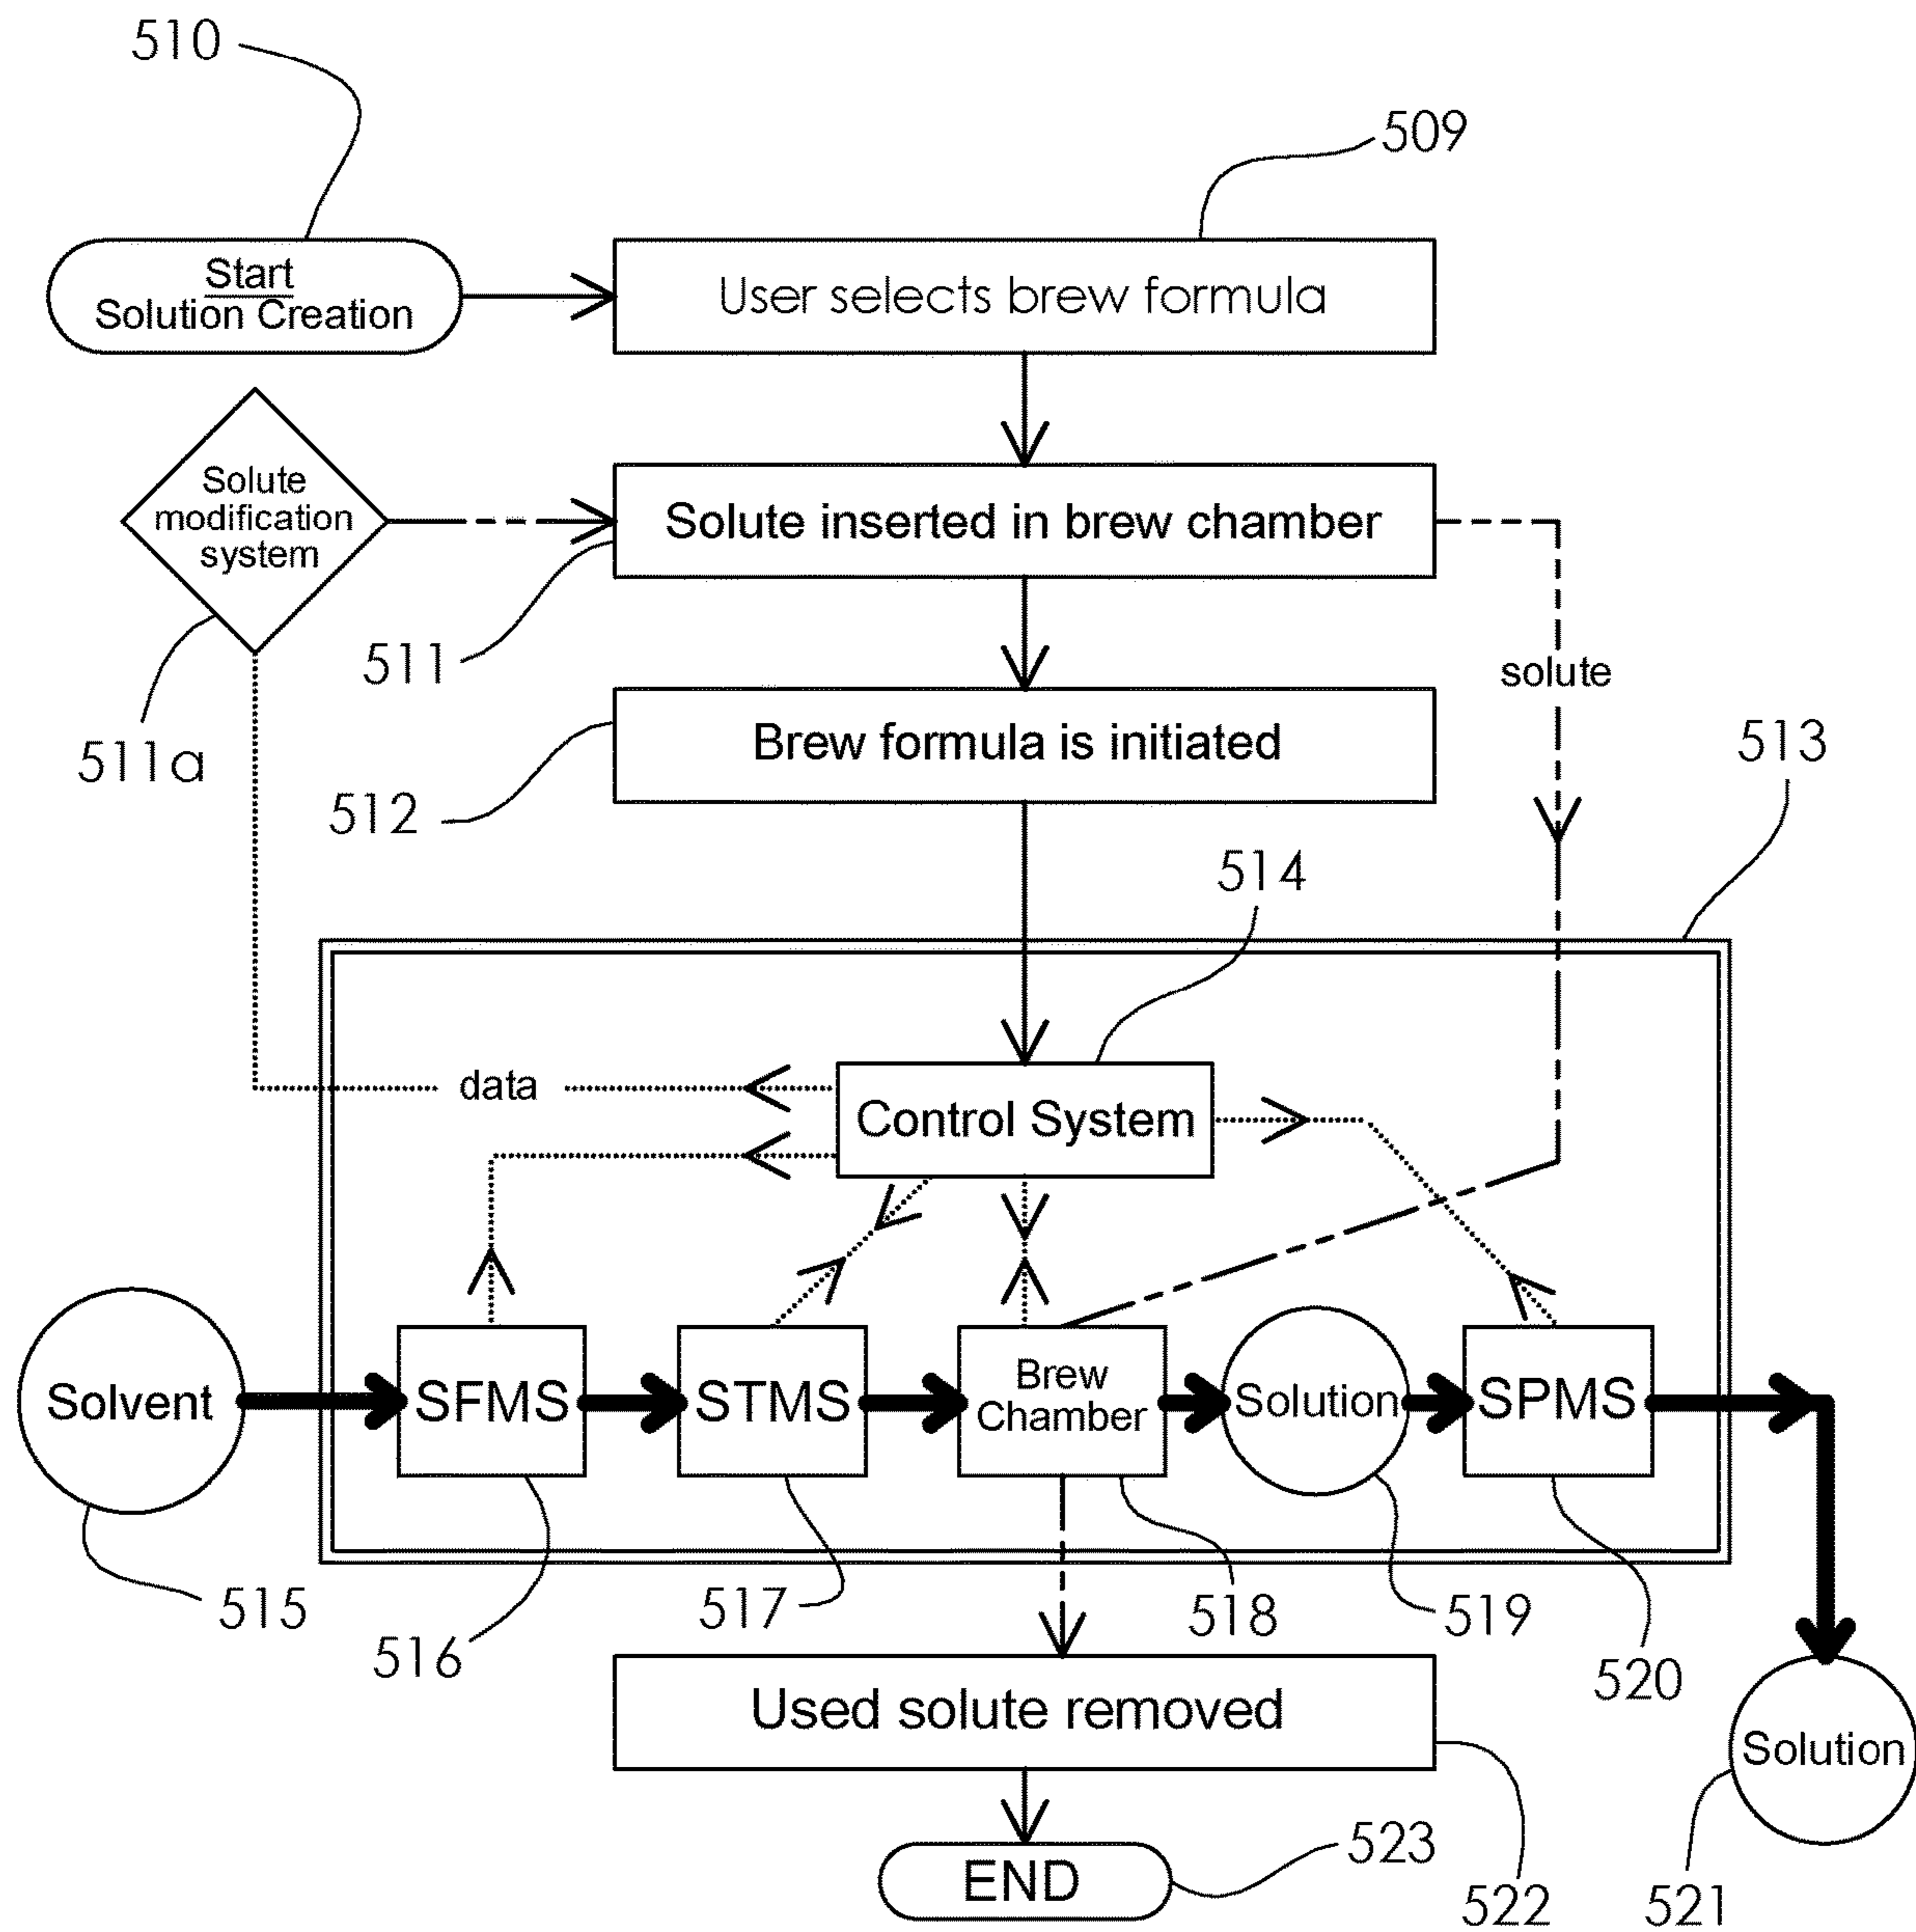 510
509
Start
Solution Creation
User selects brew formula
Solute
modification
system
Solute inserted in brew chamber
511
solute
511a
Brew formula is initiated
512
513
514
data
Control System
Solvent
SFMS
STMS
Brew
Chamber
Solution
SPMS
515
516
517
518
519
520
Used solute removed
Solution
523
END
522
521